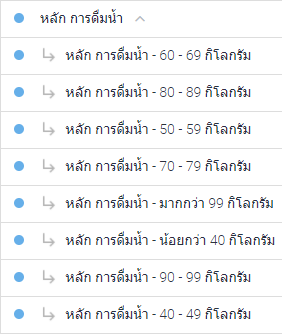 หลัก การดื่มน้ำ
หลัก การดื่มน้ำ - 60 - 69 กิโลกรัม
หลัก การดื่มน้ำ - 80 - 89 กิโลกรัม
หลัก การดื่มน้ำ - 50 - 59 กิโลกรัม
หลัก การดื่มน้ำ - 70 - 79 กิโลกรัม
หลัก การดื่มน้ำ - มากกว่า 99 กิโลกรัม
หลัก การดื่มน้ำ - น้อยกว่า 40 กิโลกรัม
หลัก การดื่มน้ำ - 90 - 99 กิโลกรัม
หลัก การดื่มน้ำ - 40 - 49 กิโลกรัม